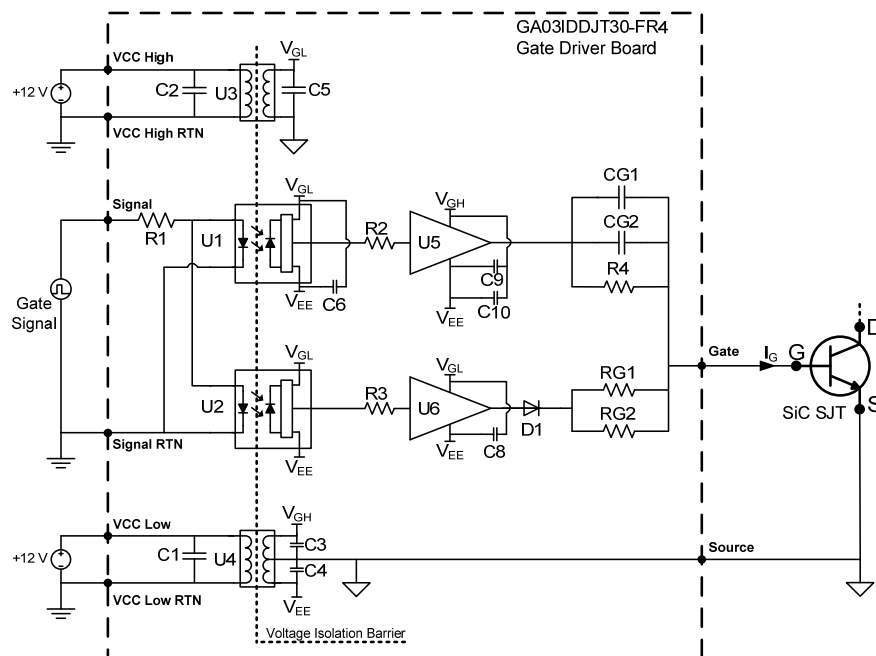 GA03IDDJT30-FR4
Gate Driver Board
VCC High
VGL
+12 V
C2
U3
C5
VCC High RTN
Signal
R1
U1
VGL
VEE
C6
R2
VGH
U5
C9
C10
VEE
CG1
CG2
R4
Gate
Signal
Gate
IG
G
D
S
SiC SJT
U2
VGL
VEE
R3
VGL
U6
C8
VEE
D1
RG1
RG2
Signal RTN
VCC Low
+12 V
C1
U4
VGH
C3
C4
VEE
Source
VCC Low RTN
Voltage Isolation Barrier